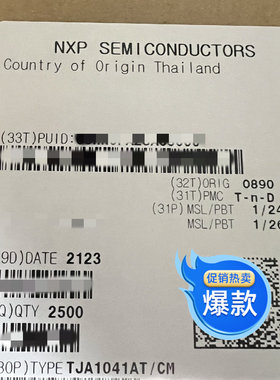 NXP SEMICONDUCTORS
Country of Origin Thailand
(33T)PUID:
(32T)ORIG 0890
(31T)PMC T-n-D
(31P) MSL/PBT 1/24
MSL/PBT 1/26
9D)DATE 2123
促销热卖
爆款
Q)QTY 2500
30P)TYPE TJA1041AT/CM